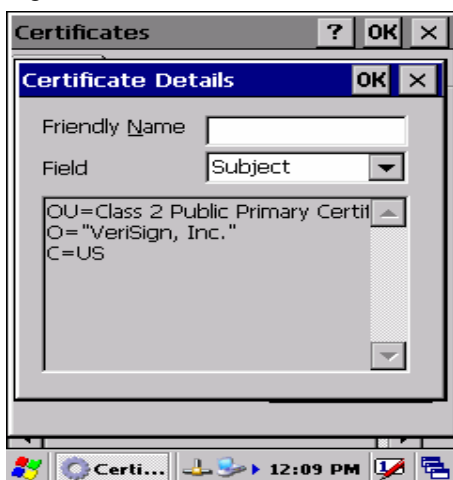 Certificates ? OK ×
Certificate Details OK ×
Friendly Name
Field Subject
OU=Class 2 Public Primary Certif
O="VeriSign, Inc."
C=US
Certi... 12:09 PM